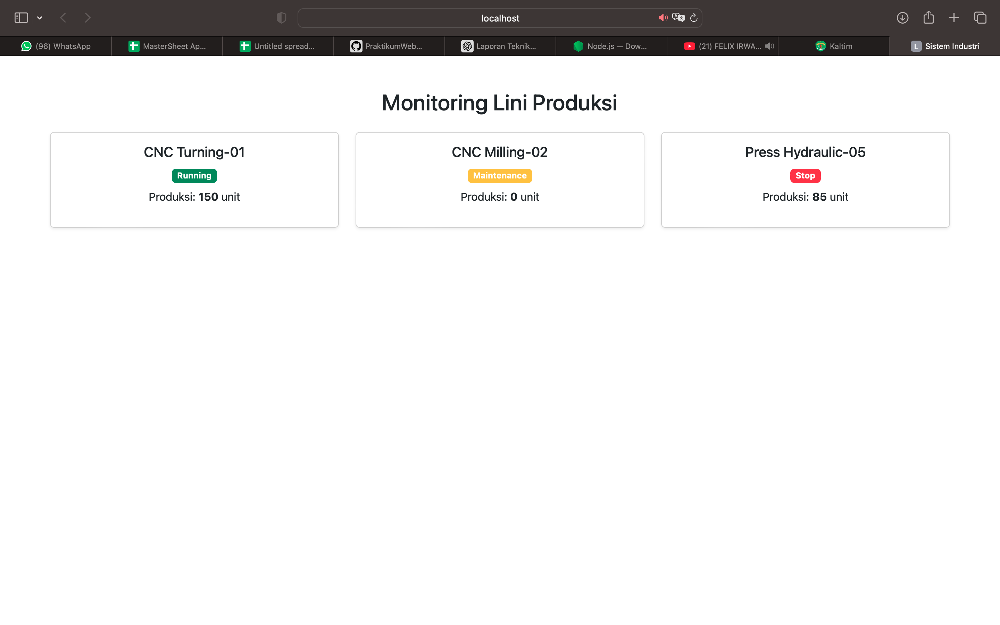 localhost
(96) WhatsApp
MasterSheet Ap...
Untitled spread...
PraktikumWeb...
Laporan Teknik...
Node.js — Dow...
(21) FELIX IRWA...
Kaltim
L Sistem Industri
Monitoring Lini Produksi
CNC Turning-01
Running
Produksi: 150 unit
CNC Milling-02
Maintenance
Produksi: 0 unit
Press Hydraulic-05
Stop
Produksi: 85 unit